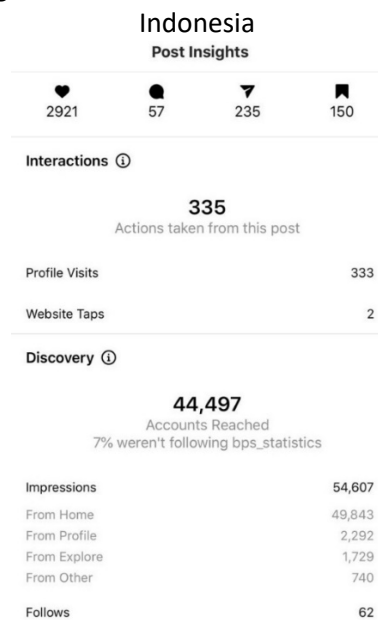 Indonesia
Post Insights
2921 57 235 150
Interactions
335
Actions taken from this post
Profile Visits 333
Website Taps 2
Discovery
44,497
Accounts Reached
7% weren't following bps_statistics
Impressions 54,607
From Home 49,843
From Profile 2,292
From Explore 1,729
From Other 740
Follows 62